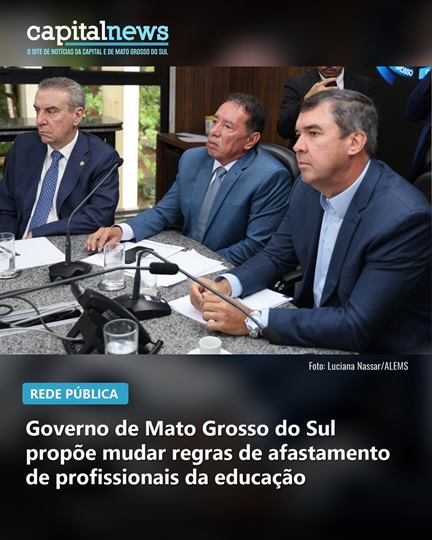 capitalnews
O SITE DE NOTÍCIAS DA CAPITAL E DE MATO GROSSO DO SUL
Foto: Luciana Nassar/ALEMS
REDE PÚBLICA
Governo de Mato Grosso do Sul
propõe mudar regras de afastamento
de profissionais da educação